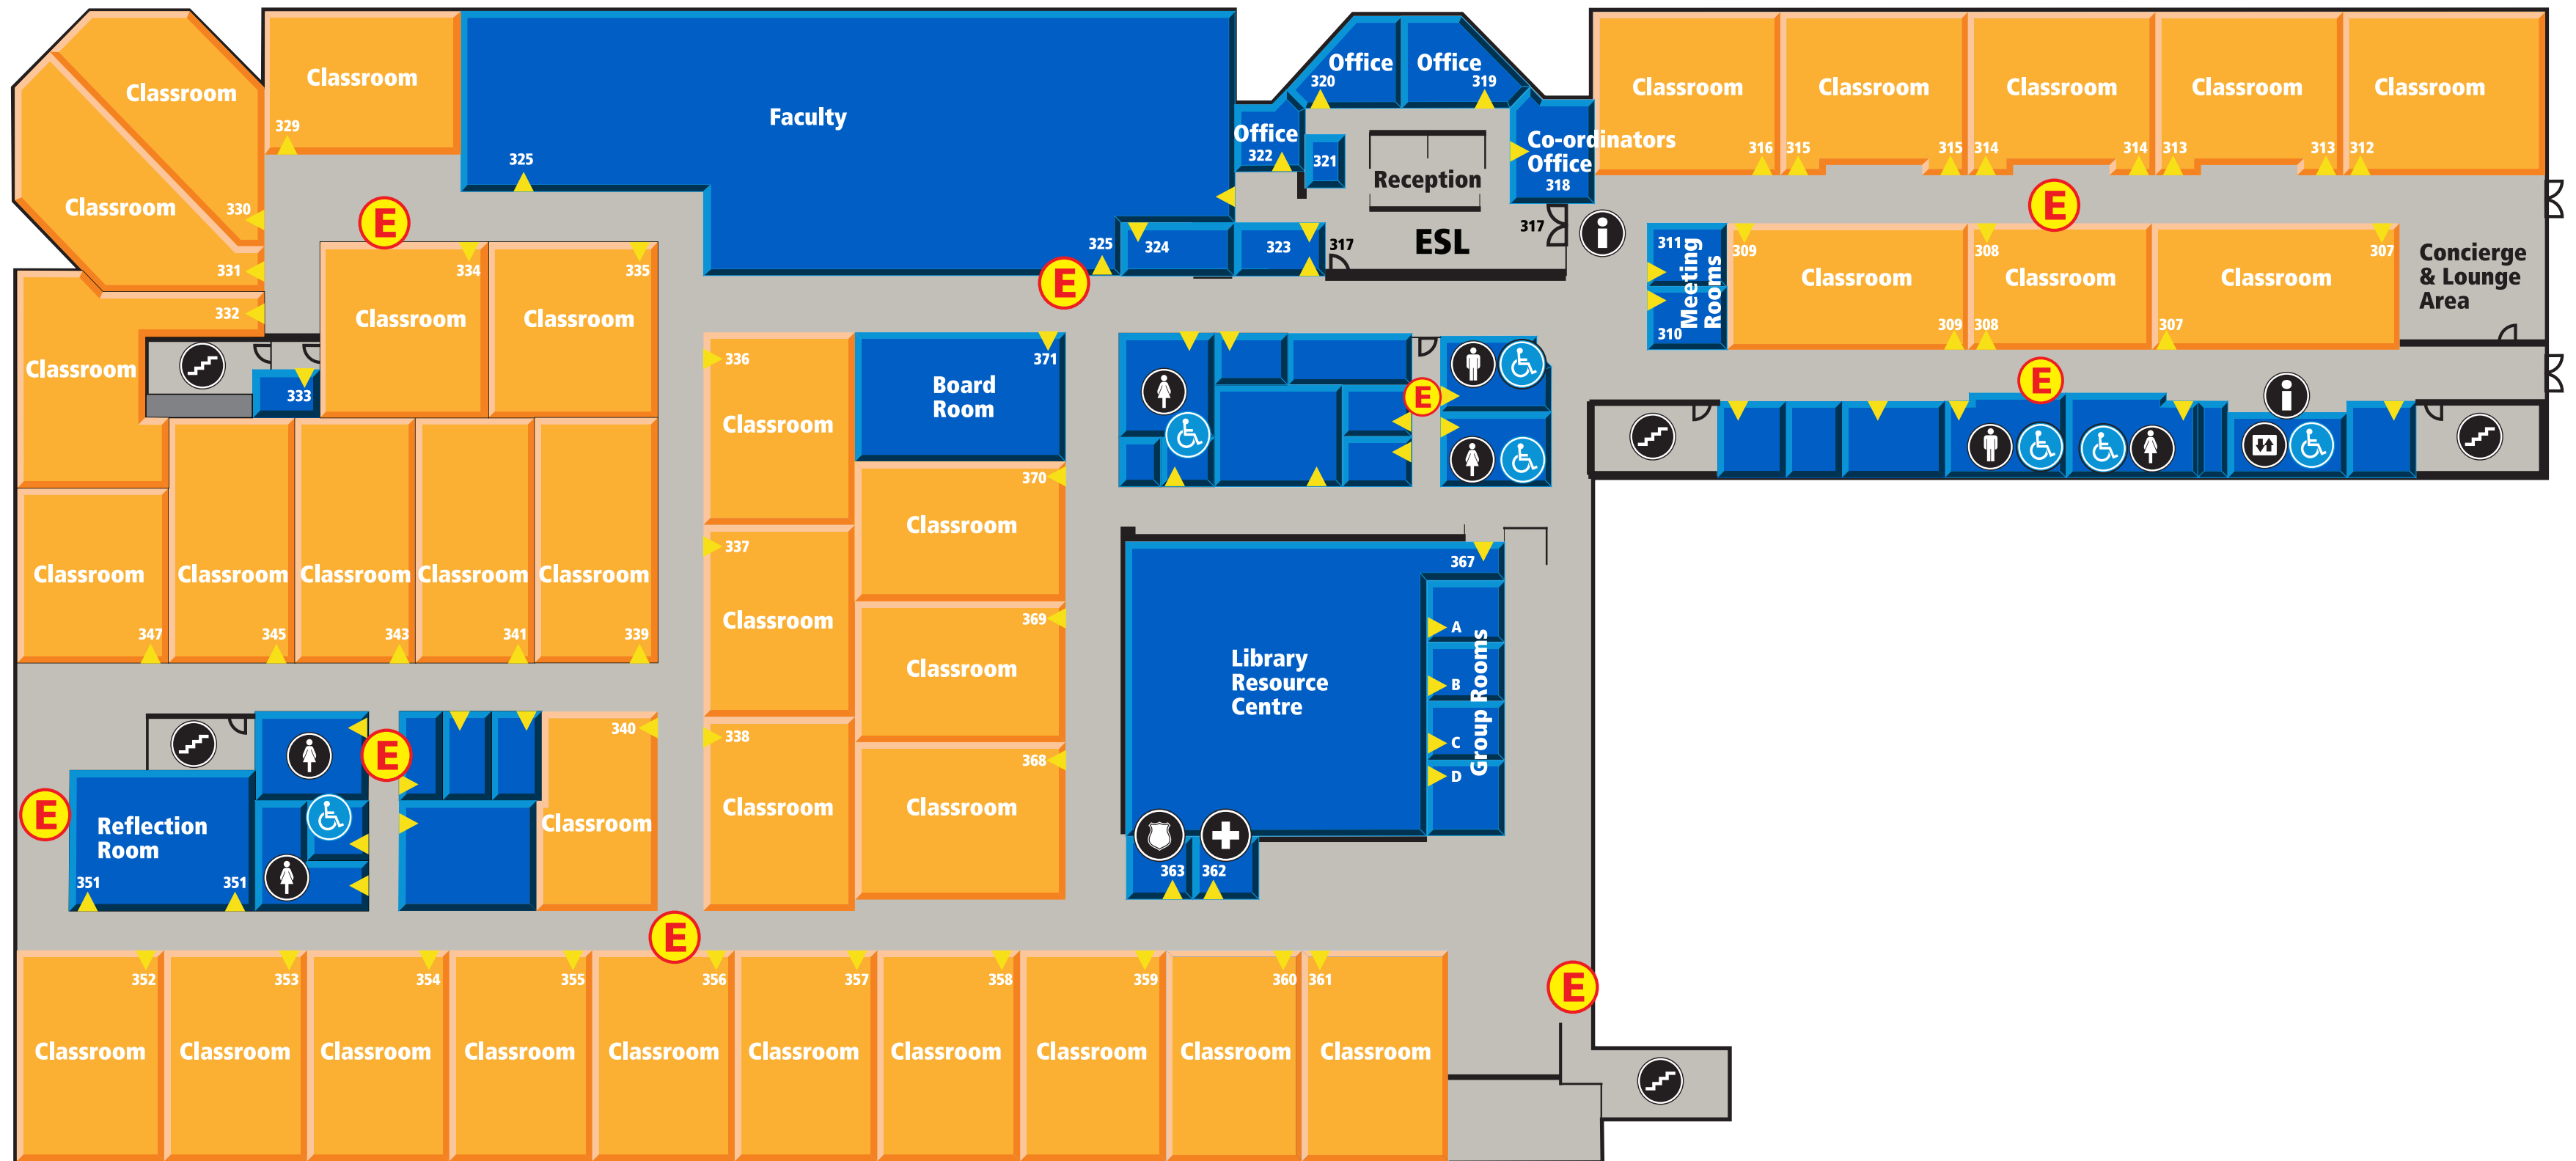 Classroom
Classroom
330
331
Classroom
329
Faculty
325
325
324
323
Office
320
Office
319
Office
322
321
Reception
ESL
317
317
Co-ordinators
Office
318
Classroom
316
Classroom
315
315
Classroom
314
314
Classroom
313
313
Classroom
312
E
i
311
310
Meeting
Rooms
309
Classroom
309
308
Classroom
308
307
Classroom
307
Concierge
& Lounge
Area
E
i
E
E
E
332
Classroom
333
334
Classroom
335
Classroom
336
Classroom
371
Board
Room
370
Classroom
337
Classroom
369
Classroom
338
Classroom
368
Classroom
Classroom
347
Classroom
345
Classroom
343
Classroom
341
Classroom
339
367
Library
Resource
Centre
A
B
C
D
Group Rooms
363
362
E
E
Reflection
Room
351
351
340
Classroom
E
E
352
Classroom
353
Classroom
354
Classroom
355
Classroom
356
Classroom
357
Classroom
358
Classroom
359
Classroom
360
Classroom
361
Classroom
E